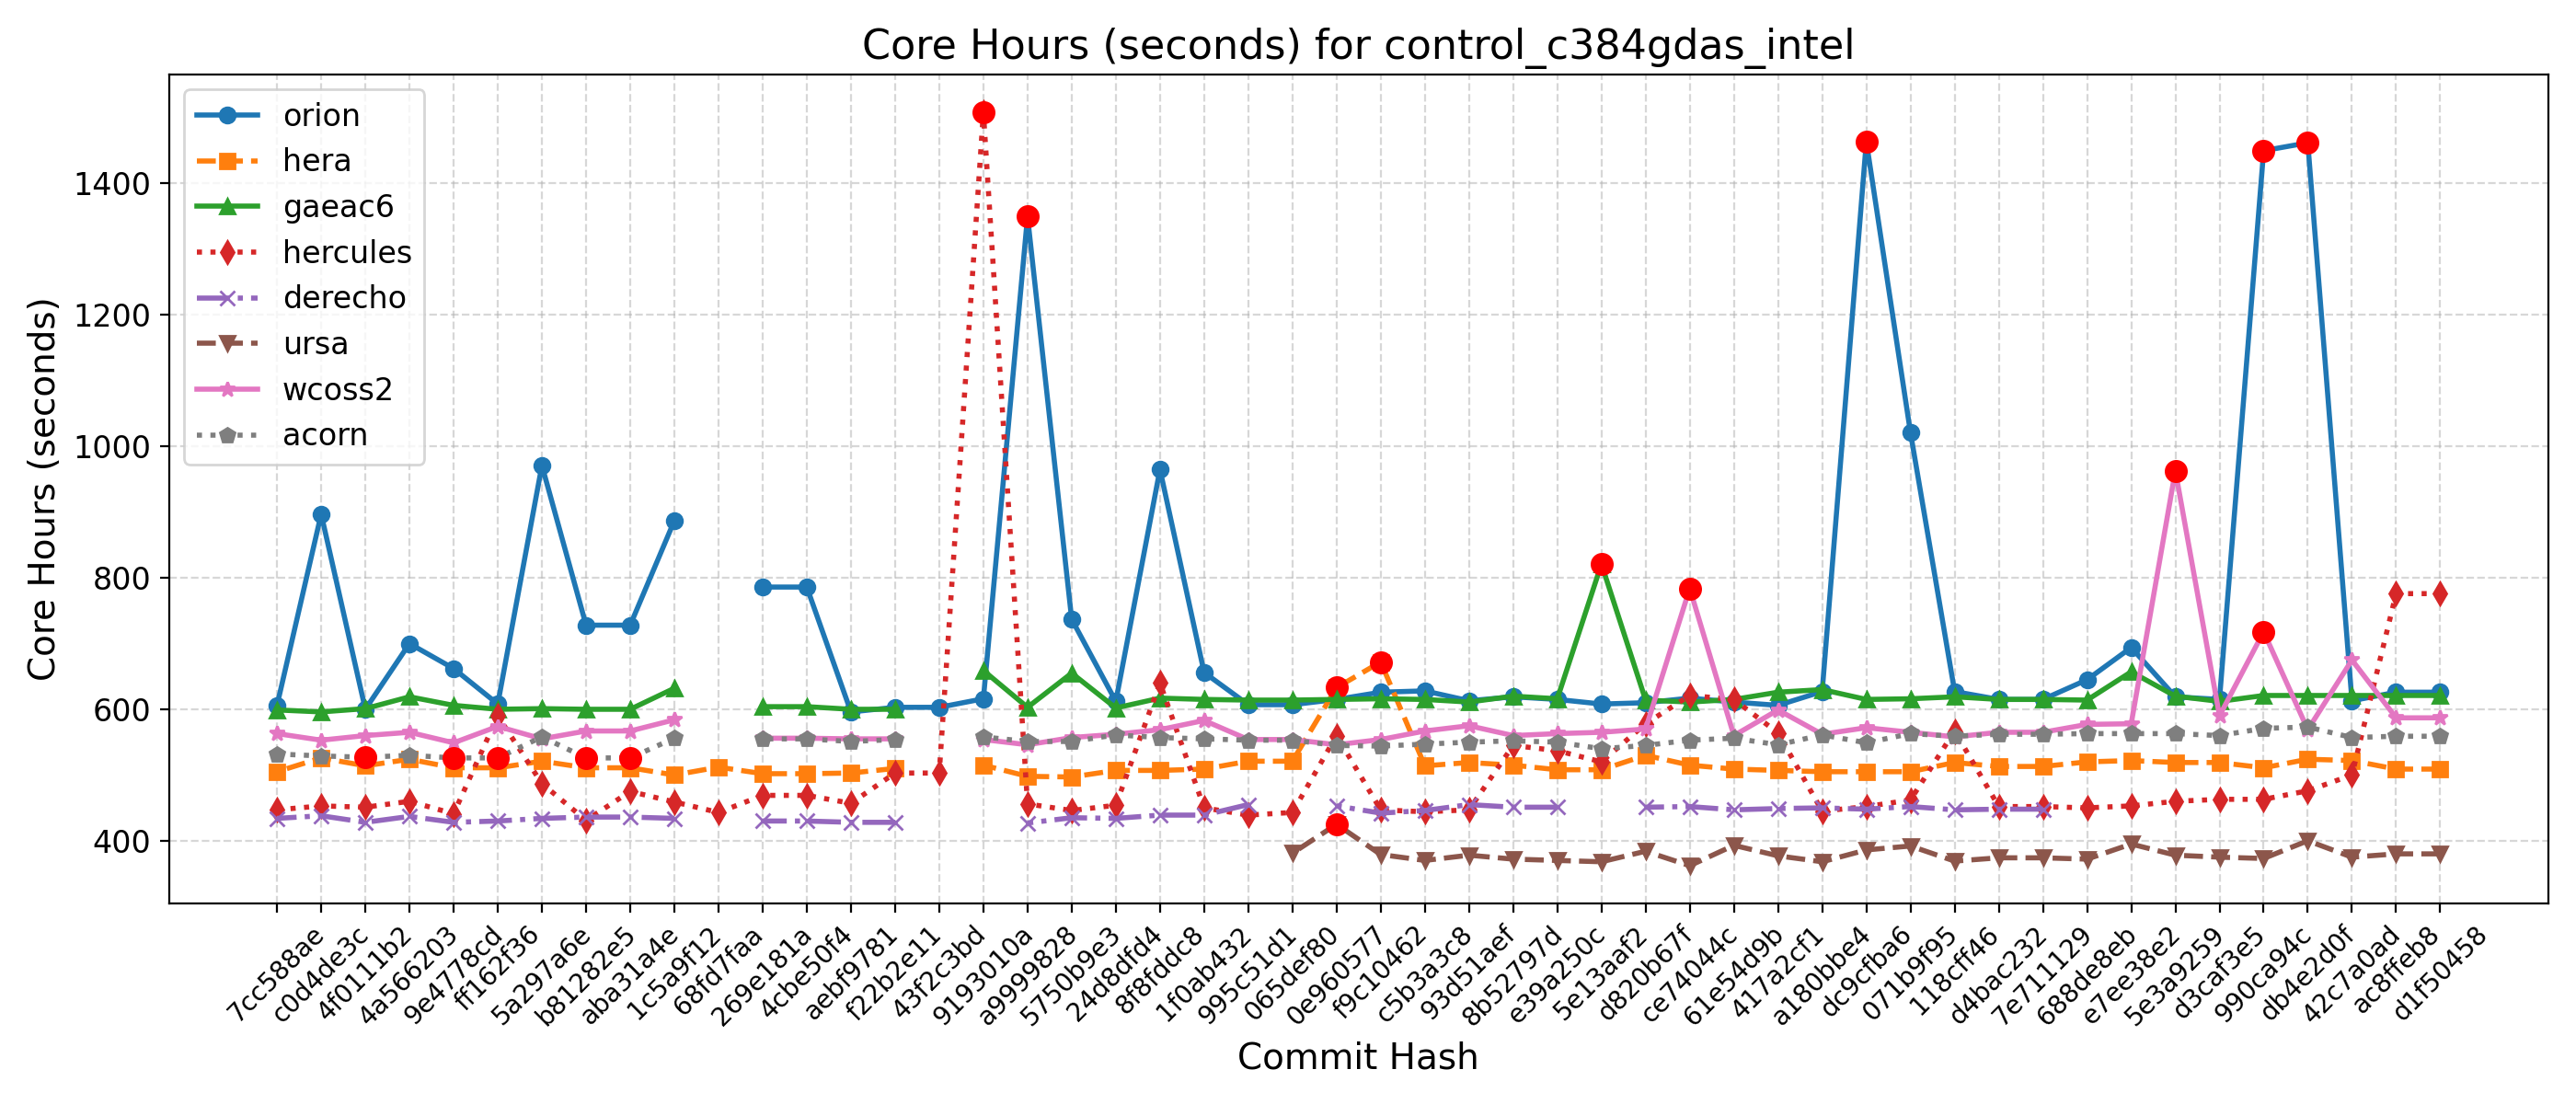 Core Hours (seconds) for control_c384gdas_intel
Core Hours (seconds)
1400
1200
1000
800
600
400
orion
hera
gaeac6
hercules
derecho
ursa
wcoss2
acorn
7cc588ae
c0d4de3c
4f0111b2
4a566203
9e4778cd
ff162f36
5a297a6e
b81282e5
aba31a4e
1c5a9f12
68fd7faa
269e181a
4cbe50f4
aebf9781
f22b2e11
43f2c3bd
9193010a
a9999828
5750b9e3
24d8dfd4
8f8fddc8
1f0ab432
995c51d1
065def80
0e960577
f9c10462
c5b3a3c8
93d51aef
8b52797d
e39a250c
5e13aaf2
d820b67f
ce74044c
61e54d9b
417a2cf1
a180bbe4
dc9cfba6
071b9f95
118cff46
d4bac232
7e711129
688de8eb
e7ee38e2
5e3a9259
d3caf3e5
990ca94c
db4e2d0f
42c7a0ad
ac8ffeb8
d1f50458
Commit Hash